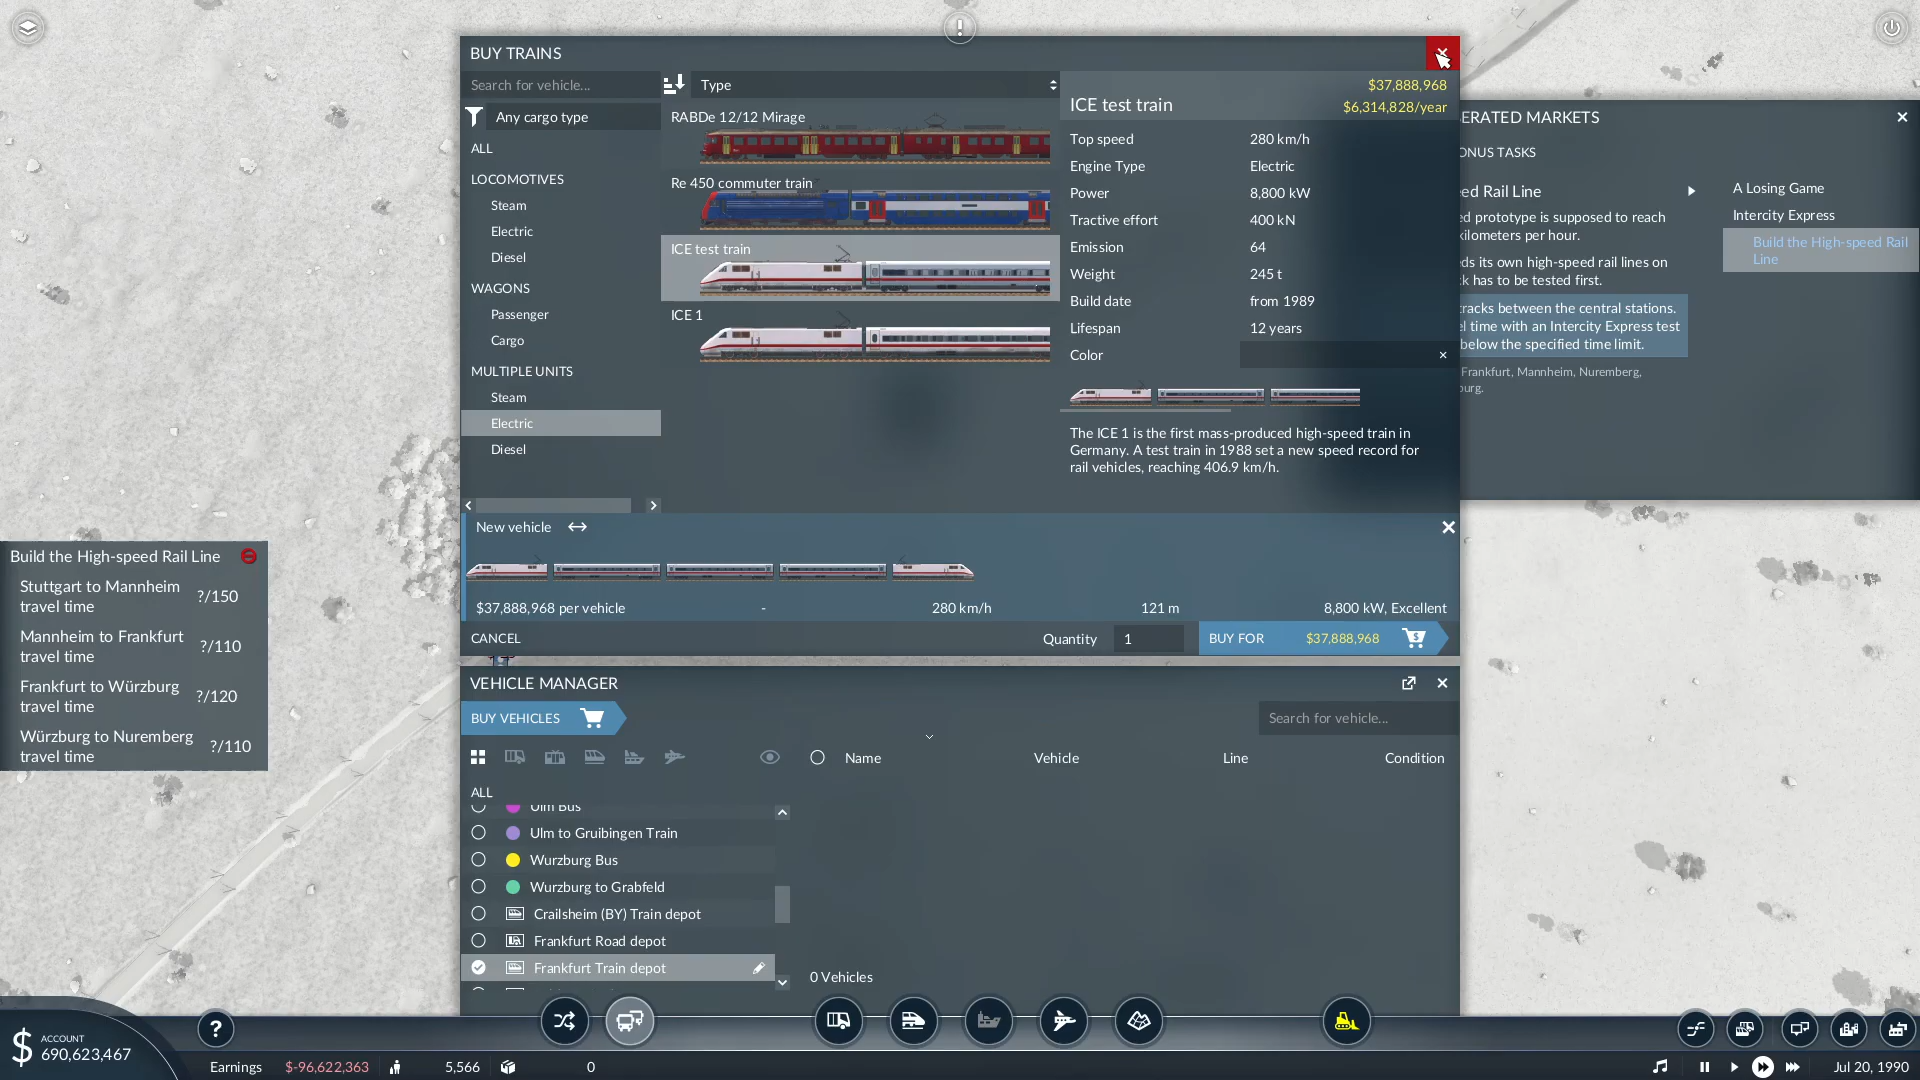 BUY TRAINS
Search for vehicle...
Type
Any cargo type
ALL
LOCOMOTIVES
Steam
Electric
Diesel
WAGONS
Passenger
Cargo
MULTIPLE UNITS
Steam
Electric
Diesel
RABDe 12/12 Mirage
Re 450 commuter train
ICE test train
ICE 1
$37,888,968
ICE test train
$6,314,828/year
Top speed 280 km/h
Engine Type Electric
Power 8,800 kW
Tractive effort 400 kN
Emission 64
Weight 245 t
Build date from 1989
Lifespan 12 years
Color
The ICE 1 is the first mass-produced high-speed train in
Germany. A test train in 1988 set a new speed record for
rail vehicles, reaching 406.9 km/h.
New vehicle
$37,888,968 per vehicle - 280 km/h 121 m 8,800 kW, Excellent
CANCEL
Quantity 1
BUY FOR $37,888,968
ERATED MARKETS
ONUS TASKS
ed Rail Line
ed prototype is supposed to reach
kilometers per hour.
ds its own high-speed rail lines on
ck has to be tested first.
tracks between the central stations.
el time with an Intercity Express test
below the specified time limit.
Frankfurt, Mannheim, Nuremberg,
burg.
A Losing Game
Intercity Express
Build the High-speed Rail
Line
Build the High-speed Rail Line
Stuttgart to Mannheim
travel time ?/150
Mannheim to Frankfurt
travel time ?/110
Frankfurt to Würzburg
travel time ?/120
Würzburg to Nuremberg
travel time ?/110
VEHICLE MANAGER
BUY VEHICLES
Search for vehicle...
Name Vehicle Line Condition
ALL
Ulm Bus
Ulm to Gruibingen Train
Wurzburg Bus
Wurzburg to Grabfeld
Crailsheim (BY) Train depot
Frankfurt Road depot
Frankfurt Train depot
0 Vehicles
$ ACCOUNT
690,623,467
?
Earnings $-96,622,363 5,566 0
Jul 20, 1990